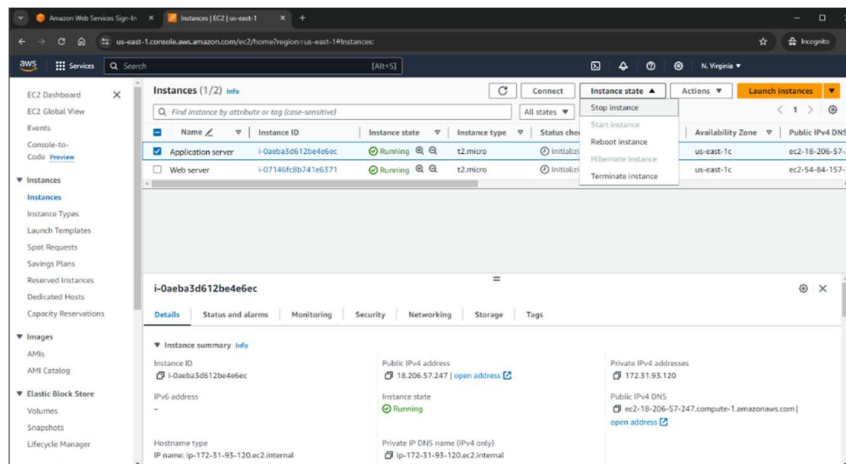 Amazon Web Services Sign-In
Instances | EC2 | us-east-1
us-east-1.console.aws.amazon.com/ec2/home?region=us-east-1#Instances:
Incognito
aws
Services
Search
[Alt+S]
N. Virginia
EC2 Dashboard
EC2 Global View
Events
Console-to-
Code Preview
Instances
Instances
Instance Types
Launch Templates
Spot Requests
Savings Plans
Reserved Instances
Dedicated Hosts
Capacity Reservations
Images
AMIs
AMI Catalog
Elastic Block Store
Volumes
Snapshots
Lifecycle Manager
Instances (1/2) Info
Connect
Instance state
Actions
Launch instances
Find Instance by attribute or tag (case-sensitive)
All states
1
Stop instance
Start instance
Reboot instance
Hibernate instance
Terminate instance
Name
Instance ID
Instance state
Instance type
Status chec
Availability Zone
Public IPv4 DNS
Application server i-0aeba3d612be4e6ec Running t2.micro Initializi us-east-1c ec2-18-206-57-
Web server i-07146fc8b741e6371 Running t2.micro Initializi us-east-1c ec2-54-84-157-
i-0aeba3d612be4e6ec
Details
Status and alarms
Monitoring
Security
Networking
Storage
Tags
Instance summary Info
Instance ID
i-0aeba3d612be4e6ec
Public IPv4 address
18.206.57.247 | open address
Private IPv4 addresses
172.31.93.120
IPv6 address
–
Instance state
Running
Public IPv4 DNS
ec2-18-206-57-247.compute-1.amazonaws.com |
open address
Hostname type
IP name: ip-172-31-93-120.ec2.internal
Private IP DNS name (IPv4 only)
ip-172-31-93-120.ec2.internal